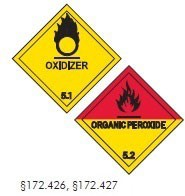 OXIDIZER
5.1
ORGANIC PEROXIDE
5.2
§172.426, §172.427